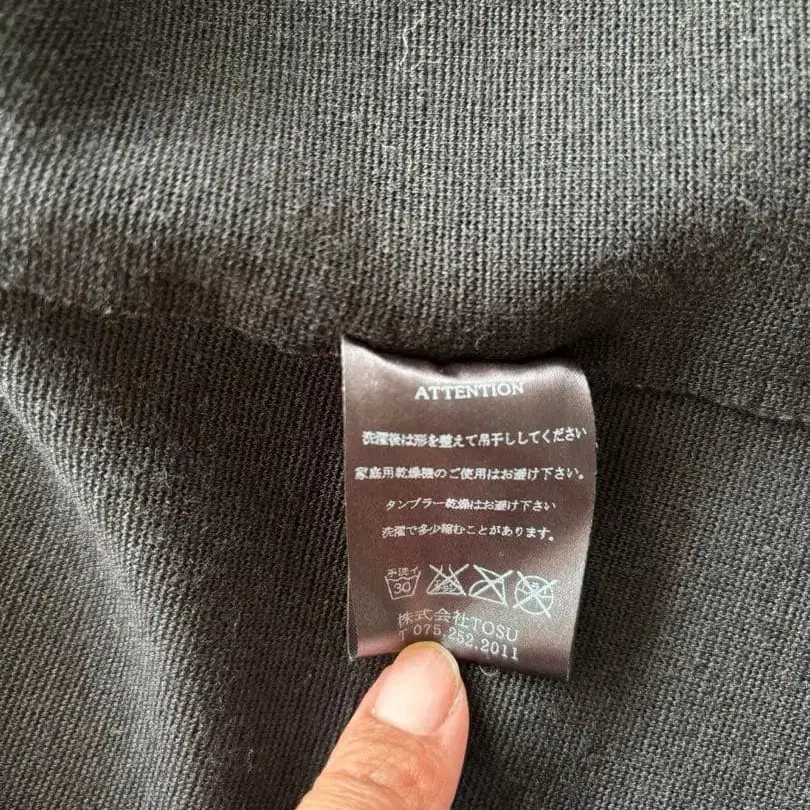 ATTENTION
洗濯後は形を整えて吊干ししてください
家庭用乾燥機のご使用はお避け下さい。
タンブラー乾燥はお避け下さい
洗濯で多少縮むことがあります。
手洗イ
30
株式会社TOSU
T 075.252.2011